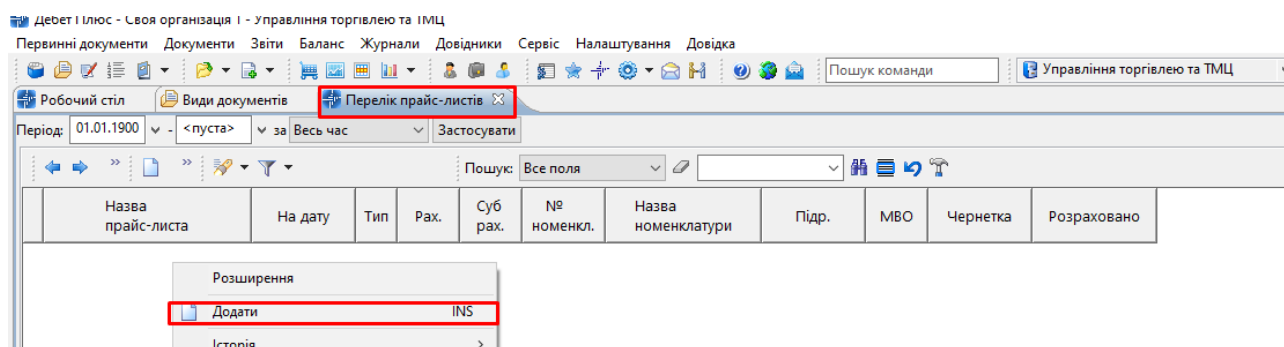 Дебет Плюс - Своя організація 1 - Управління торгівлею та ТМЦ
Первинні документи Документи Звіти Баланс Журнали Довідники Сервіс Налаштування Довідка
Пошук команди Управління торгівлею та ТМЦ
Робочий стіл Види документів Перелік прайс-листів
Період: 01.01.1900 - <пуста> за Весь час Застосувати
Пошук: Все поля
Назва прайс-листа На дату Тип Рах. Суб рах. № номенкл. Назва номенклатури Підр. МВО Чернетка Розраховано
Розширення
Додати INS
Історія